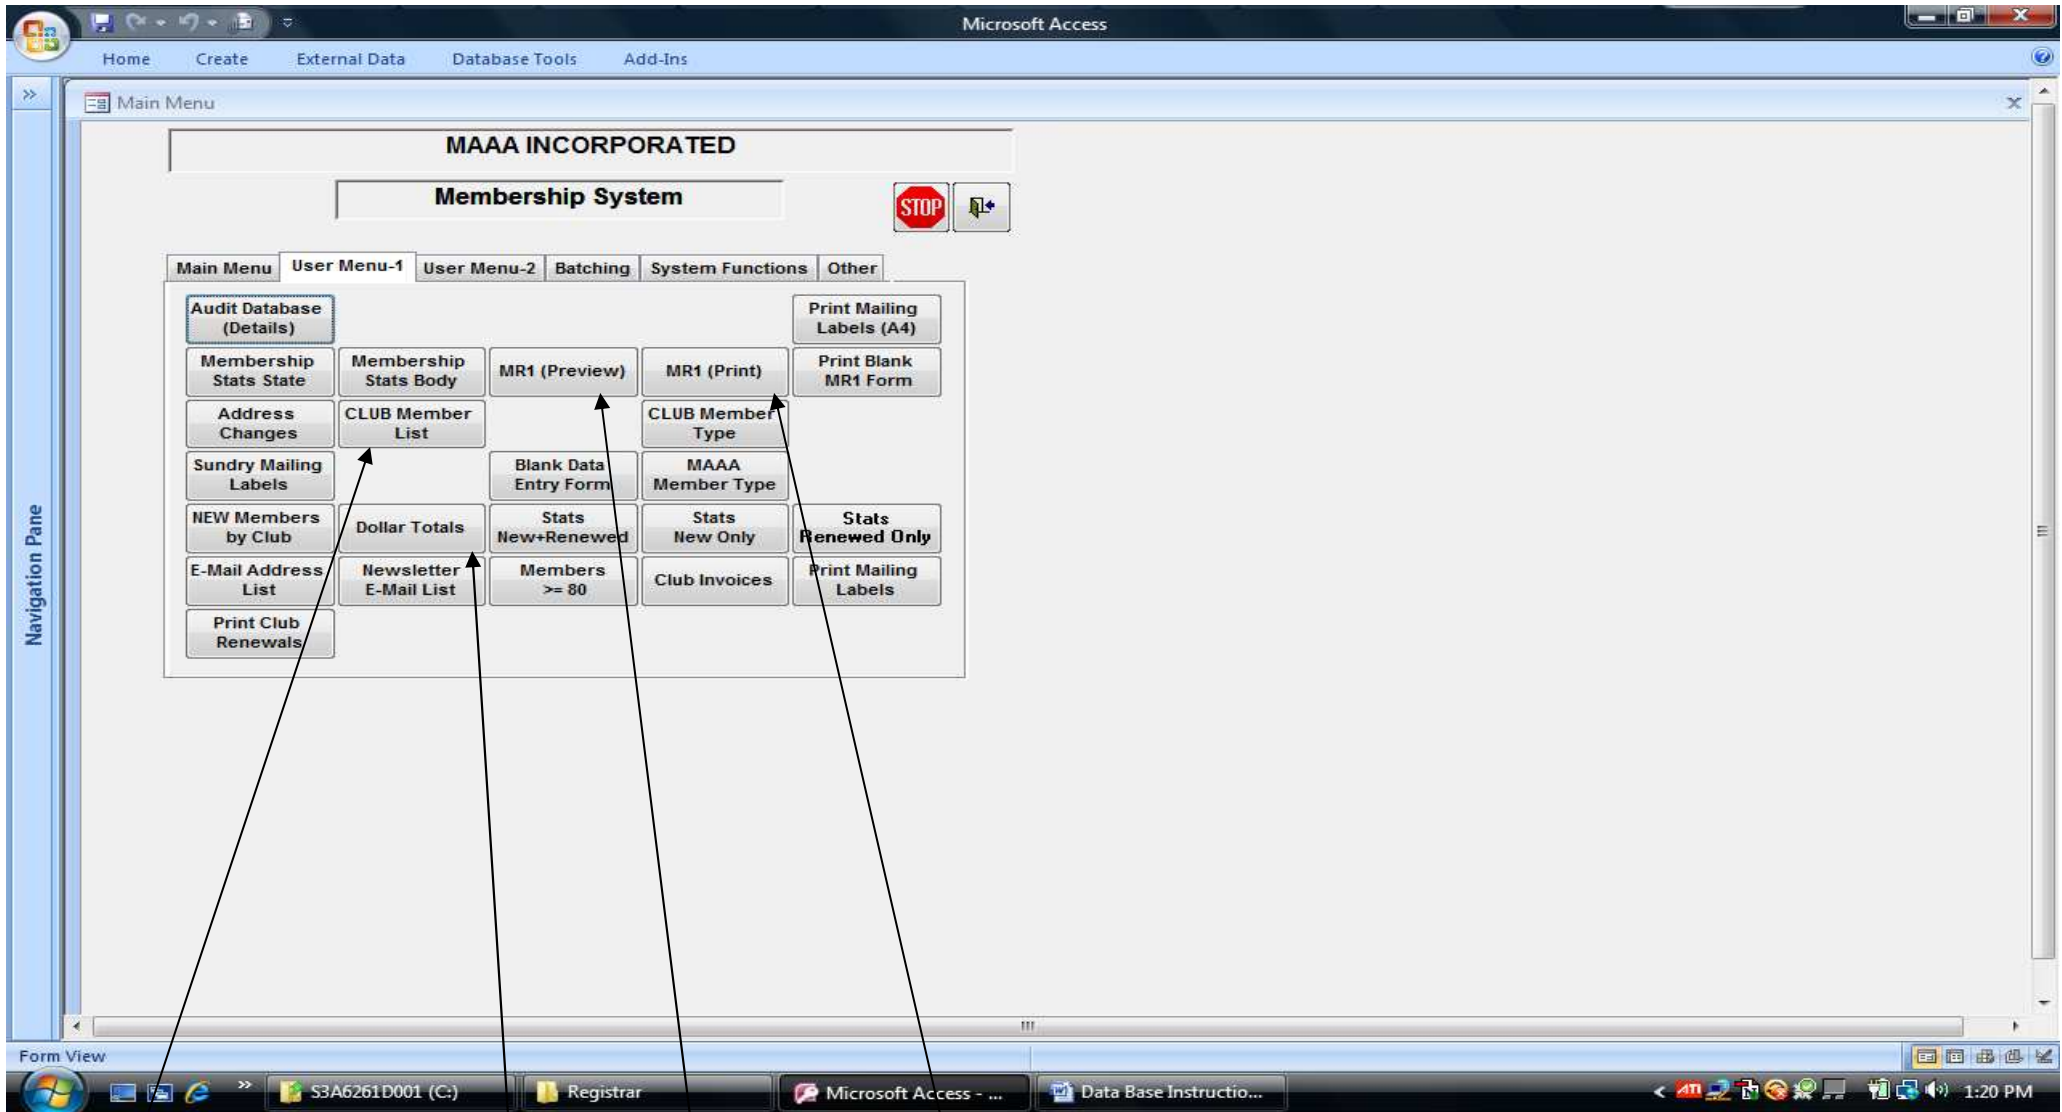 Microsoft Access
Home Create External Data Database Tools Add-Ins
Main Menu
MAAA INCORPORATED
Membership System
STOP
Main Menu User Menu-1 User Menu-2 Batching System Functions Other
Audit Database
(Details)
Print Mailing
Labels (A4)
Membership
Stats State
Membership
Stats Body
MR1 (Preview)
MR1 (Print)
Print Blank
MR1 Form
Address
Changes
CLUB Member
List
CLUB Member
Type
Sundry Mailing
Labels
Blank Data
Entry Form
MAAA
Member Type
NEW Members
by Club
Dollar Totals
Stats
New+Renewed
Stats
New Only
Stats
Renewed Only
E-Mail Address
List
Newsletter
E-Mail List
Members
>= 80
Club Invoices
Print Mailing
Labels
Print Club
Renewals
Navigation Pane
Form View
S3A6261D001 (C:)
Registrar
Microsoft Access - ...
Data Base Instructio...
ATI
1:20 PM